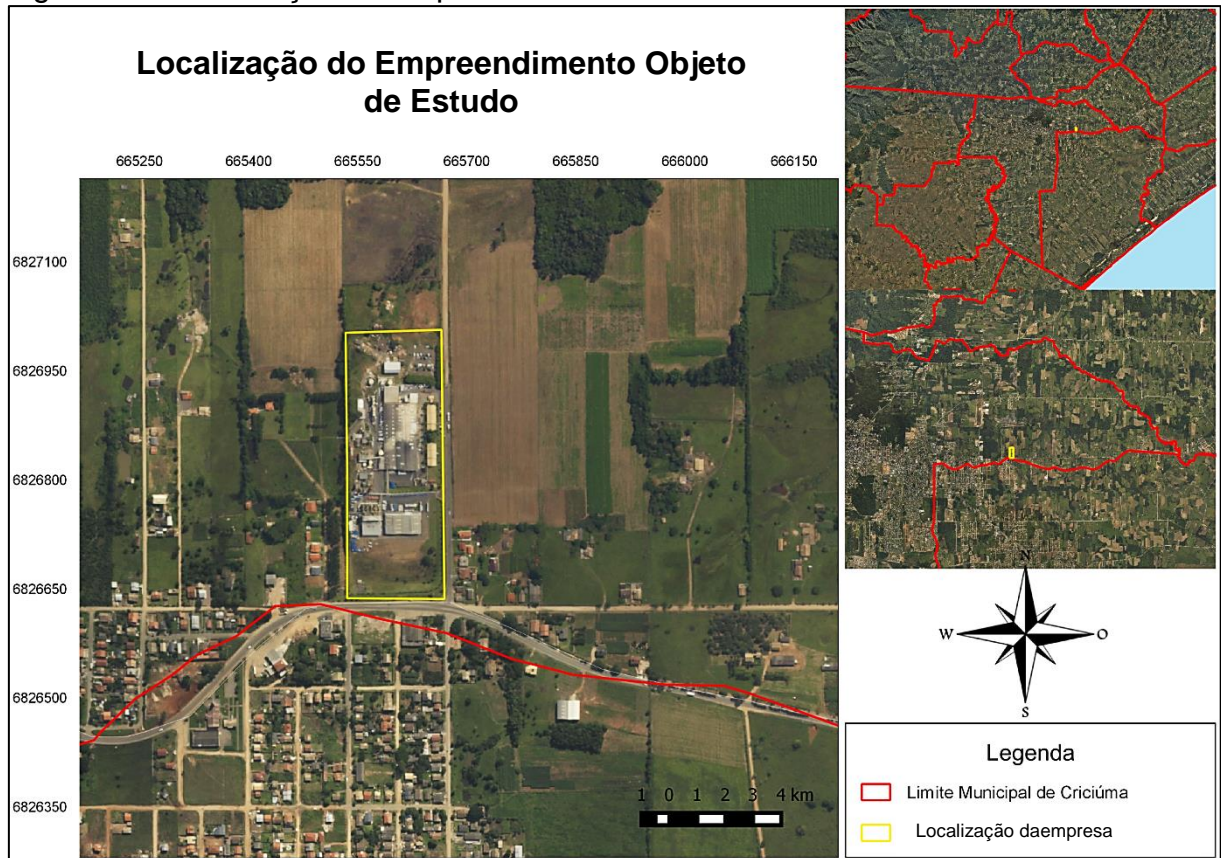 Localização do Empreendimento Objeto
de Estudo
665250 665400 665550 665700 665850 666000 666150
6827100
6826950
6826800
6826650
6826500
6826350
1 0 1 2 3 4 km
N
W O
S
Legenda
Limite Municipal de Criciúma
Localização daempresa